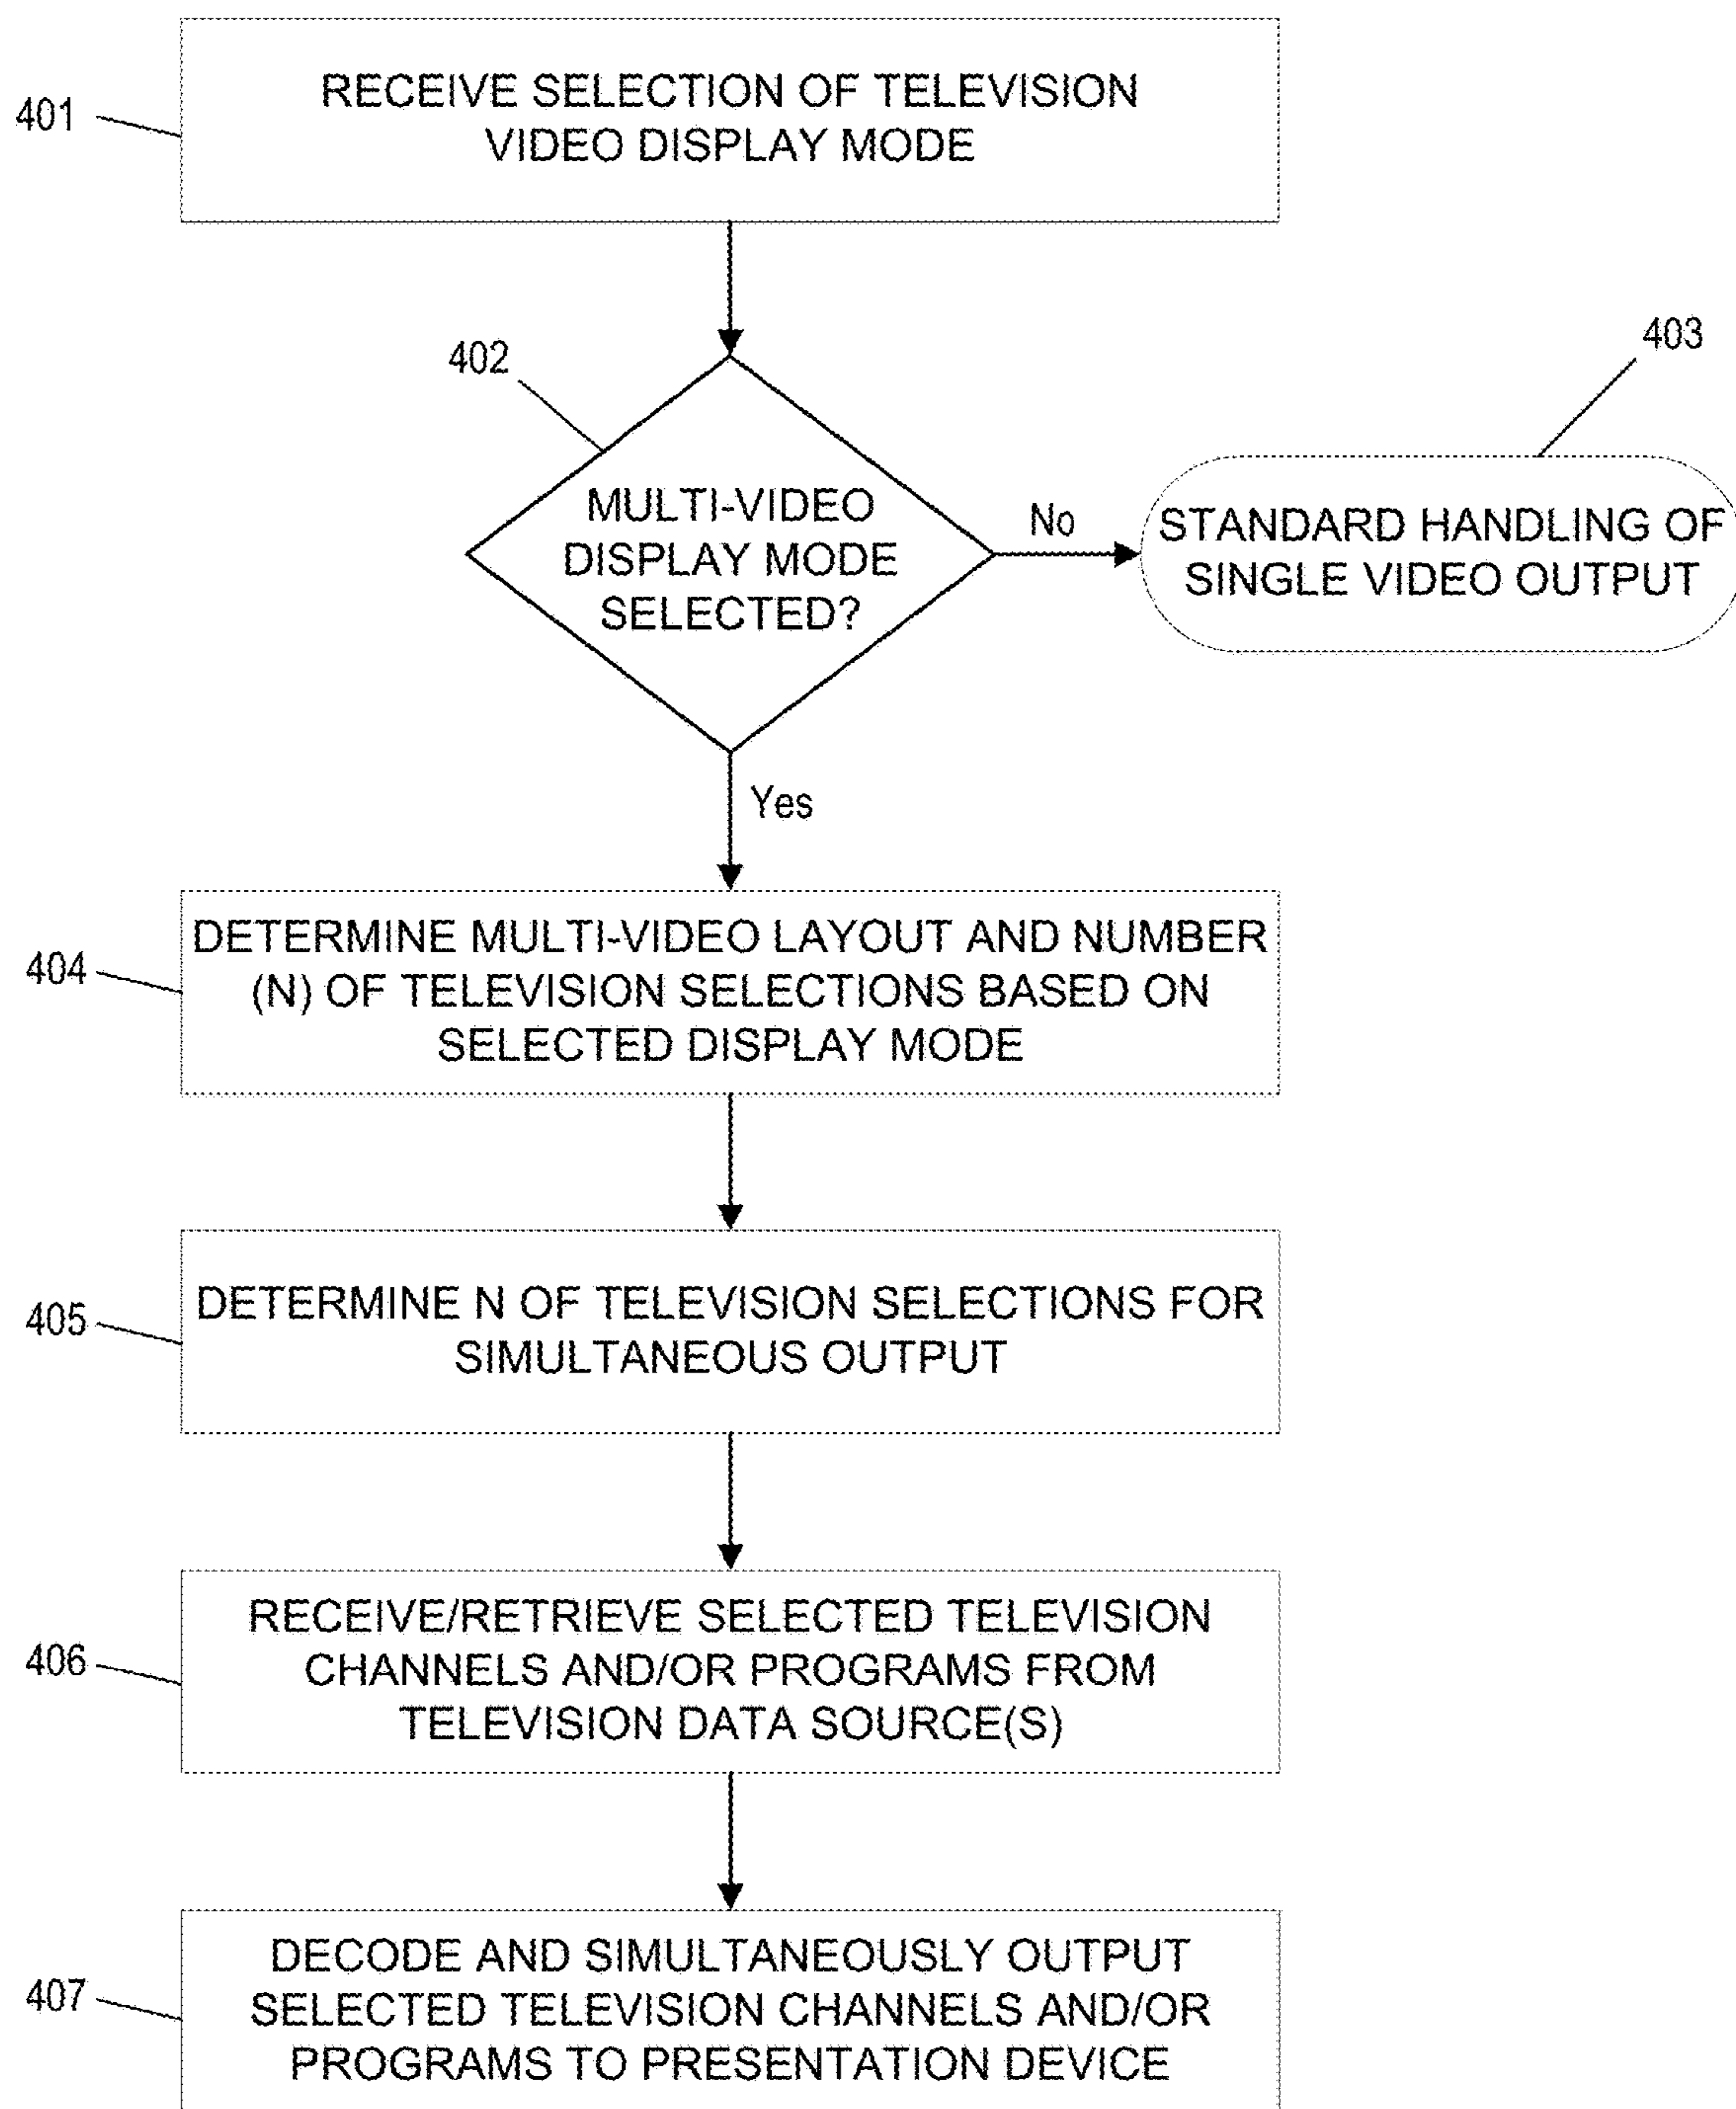 401
RECEIVE SELECTION OF TELEVISION
VIDEO DISPLAY MODE
402
403
MULTI-VIDEO
DISPLAY MODE
SELECTED?
No
STANDARD HANDLING OF
SINGLE VIDEO OUTPUT
Yes
404
DETERMINE MULTI-VIDEO LAYOUT AND NUMBER
(N) OF TELEVISION SELECTIONS BASED ON
SELECTED DISPLAY MODE
405
DETERMINE N OF TELEVISION SELECTIONS FOR
SIMULTANEOUS OUTPUT
406
RECEIVE/RETRIEVE SELECTED TELEVISION
CHANNELS AND/OR PROGRAMS FROM
TELEVISION DATA SOURCE(S)
407
DECODE AND SIMULTANEOUSLY OUTPUT
SELECTED TELEVISION CHANNELS AND/OR
PROGRAMS TO PRESENTATION DEVICE